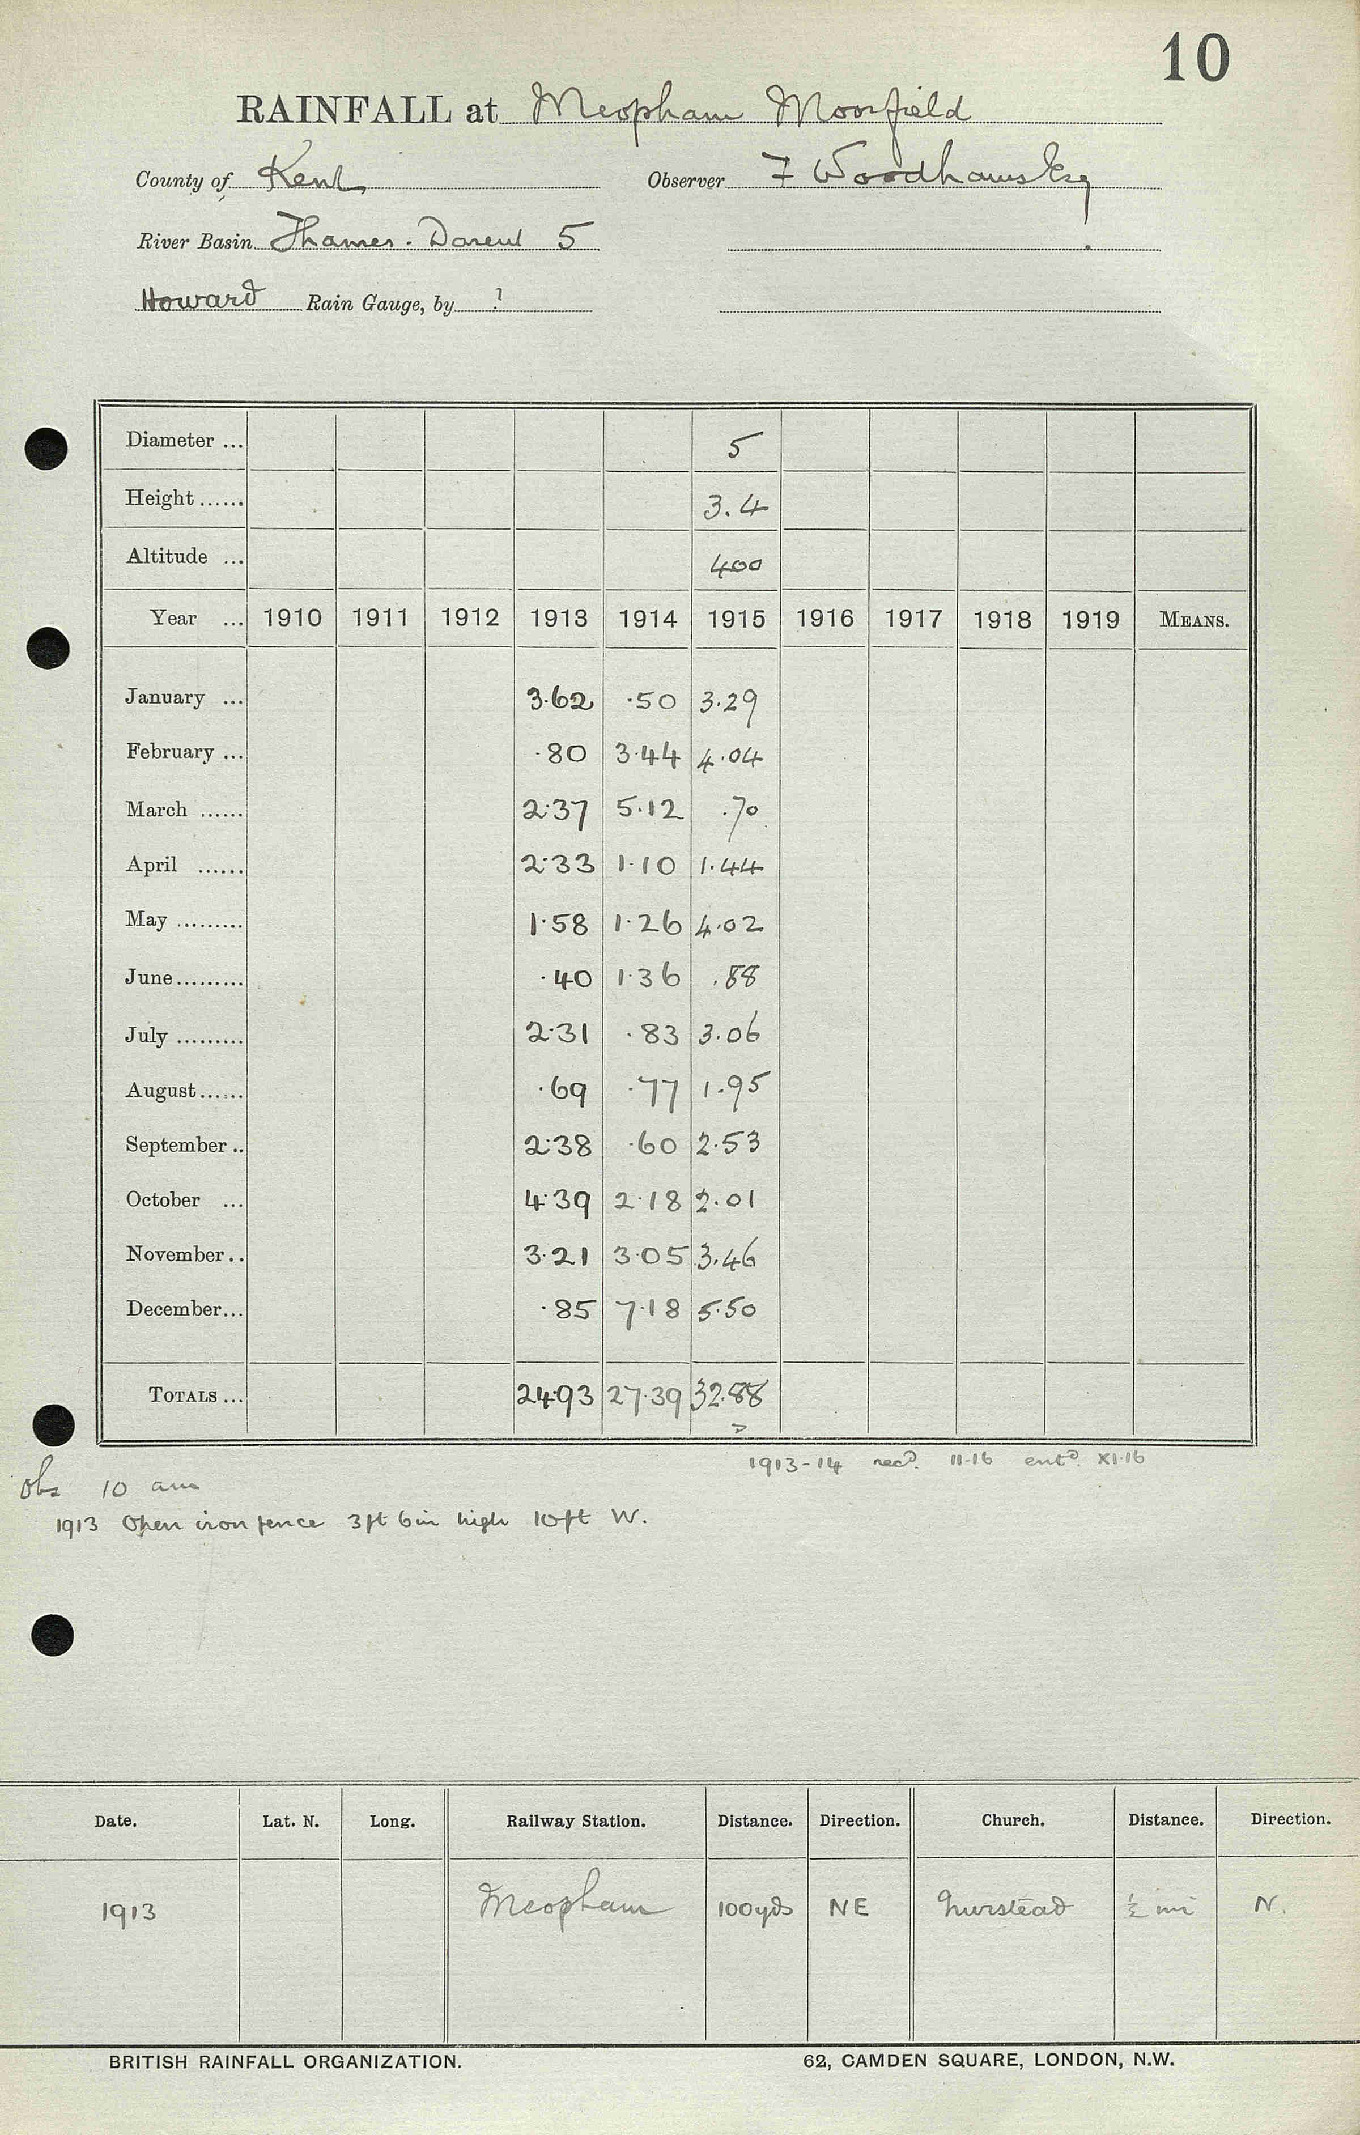 10
RAINFALL at Meopham Moorfield
County of Kent Observer F Woodhams Esq
River Basin Thames. Darent 5
Howard Rain Gauge, by ?
Diameter ... 5
Height ...... 3.4
Altitude ... 400
Year ... 1910 1911 1912 1913 1914 1915 1916 1917 1918 1919 MEANS.
January ... 3.62 .50 3.29
February ... .80 3.44 4.04
March ...... 2.37 5.12 .70
April ...... 2.33 1.10 1.44
May ......... 1.58 1.26 4.02
June ......... .40 1.36 .88
July ......... 2.31 .83 3.06
August ...... .69 .77 1.95
September .. 2.38 .60 2.53
October ... 4.39 2.18 2.01
November .. 3.21 3.05 3.46
December ... .85 7.18 5.50
TOTALS ... 24.93 27.39 32.88
1913-14 recd. 11.16 entd. XI.16
Obs 10 am
1913 Open iron fence 3ft 6in high 10ft W.
Date. Lat. N. Long. Railway Station. Distance. Direction. Church. Distance. Direction.
1913 Meopham 100yds NE Nurstead ½ mi N.
BRITISH RAINFALL ORGANIZATION. 62, CAMDEN SQUARE, LONDON, N.W.